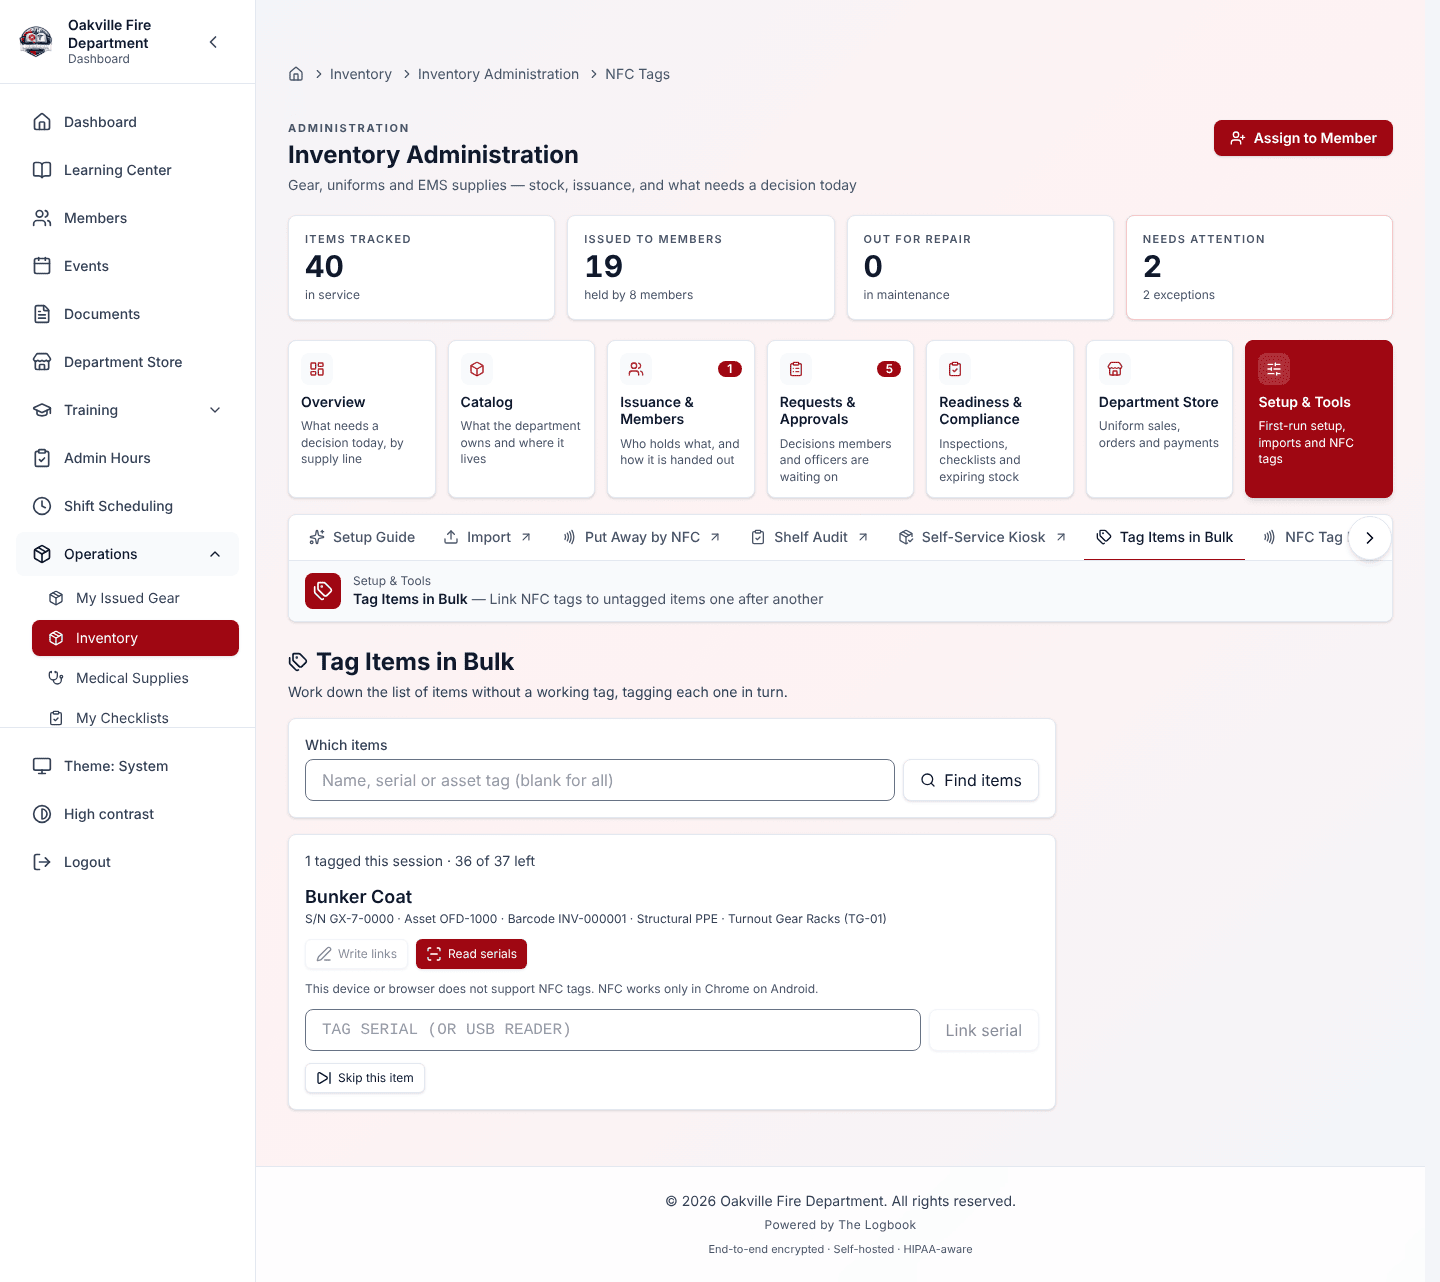 Oakville Fire
Department
Dashboard
Dashboard
Learning Center
Members
Events
Documents
Department Store
Training
Admin Hours
Shift Scheduling
Operations
My Issued Gear
Inventory
Medical Supplies
My Checklists
Theme: System
High contrast
Logout
Inventory
Inventory Administration
NFC Tags
ADMINISTRATION
Inventory Administration
Gear, uniforms and EMS supplies — stock, issuance, and what needs a decision today
Assign to Member
ITEMS TRACKED
40
in service
ISSUED TO MEMBERS
19
held by 8 members
OUT FOR REPAIR
0
in maintenance
NEEDS ATTENTION
2
2 exceptions
Overview
What needs a
decision today, by
supply line
Catalog
What the department
owns and where it
lives
1
Issuance &
Members
Who holds what, and
how it is handed out
5
Requests &
Approvals
Decisions members
and officers are
waiting on
Readiness &
Compliance
Inspections,
checklists and
expiring stock
Department Store
Uniform sales,
orders and payments
Setup & Tools
First-run setup,
imports and NFC
tags
Setup Guide
Import
Put Away by NFC
Shelf Audit
Self-Service Kiosk
Tag Items in Bulk
NFC Tag
Setup & Tools
Tag Items in Bulk — Link NFC tags to untagged items one after another
Tag Items in Bulk
Work down the list of items without a working tag, tagging each one in turn.
Which items
Name, serial or asset tag (blank for all)
Find items
1 tagged this session · 36 of 37 left
Bunker Coat
S/N GX-7-0000 · Asset OFD-1000 · Barcode INV-000001 · Structural PPE · Turnout Gear Racks (TG-01)
Write links
Read serials
This device or browser does not support NFC tags. NFC works only in Chrome on Android.
TAG SERIAL (OR USB READER)
Link serial
Skip this item
© 2026 Oakville Fire Department. All rights reserved.
Powered by The Logbook
End-to-end encrypted · Self-hosted · HIPAA-aware